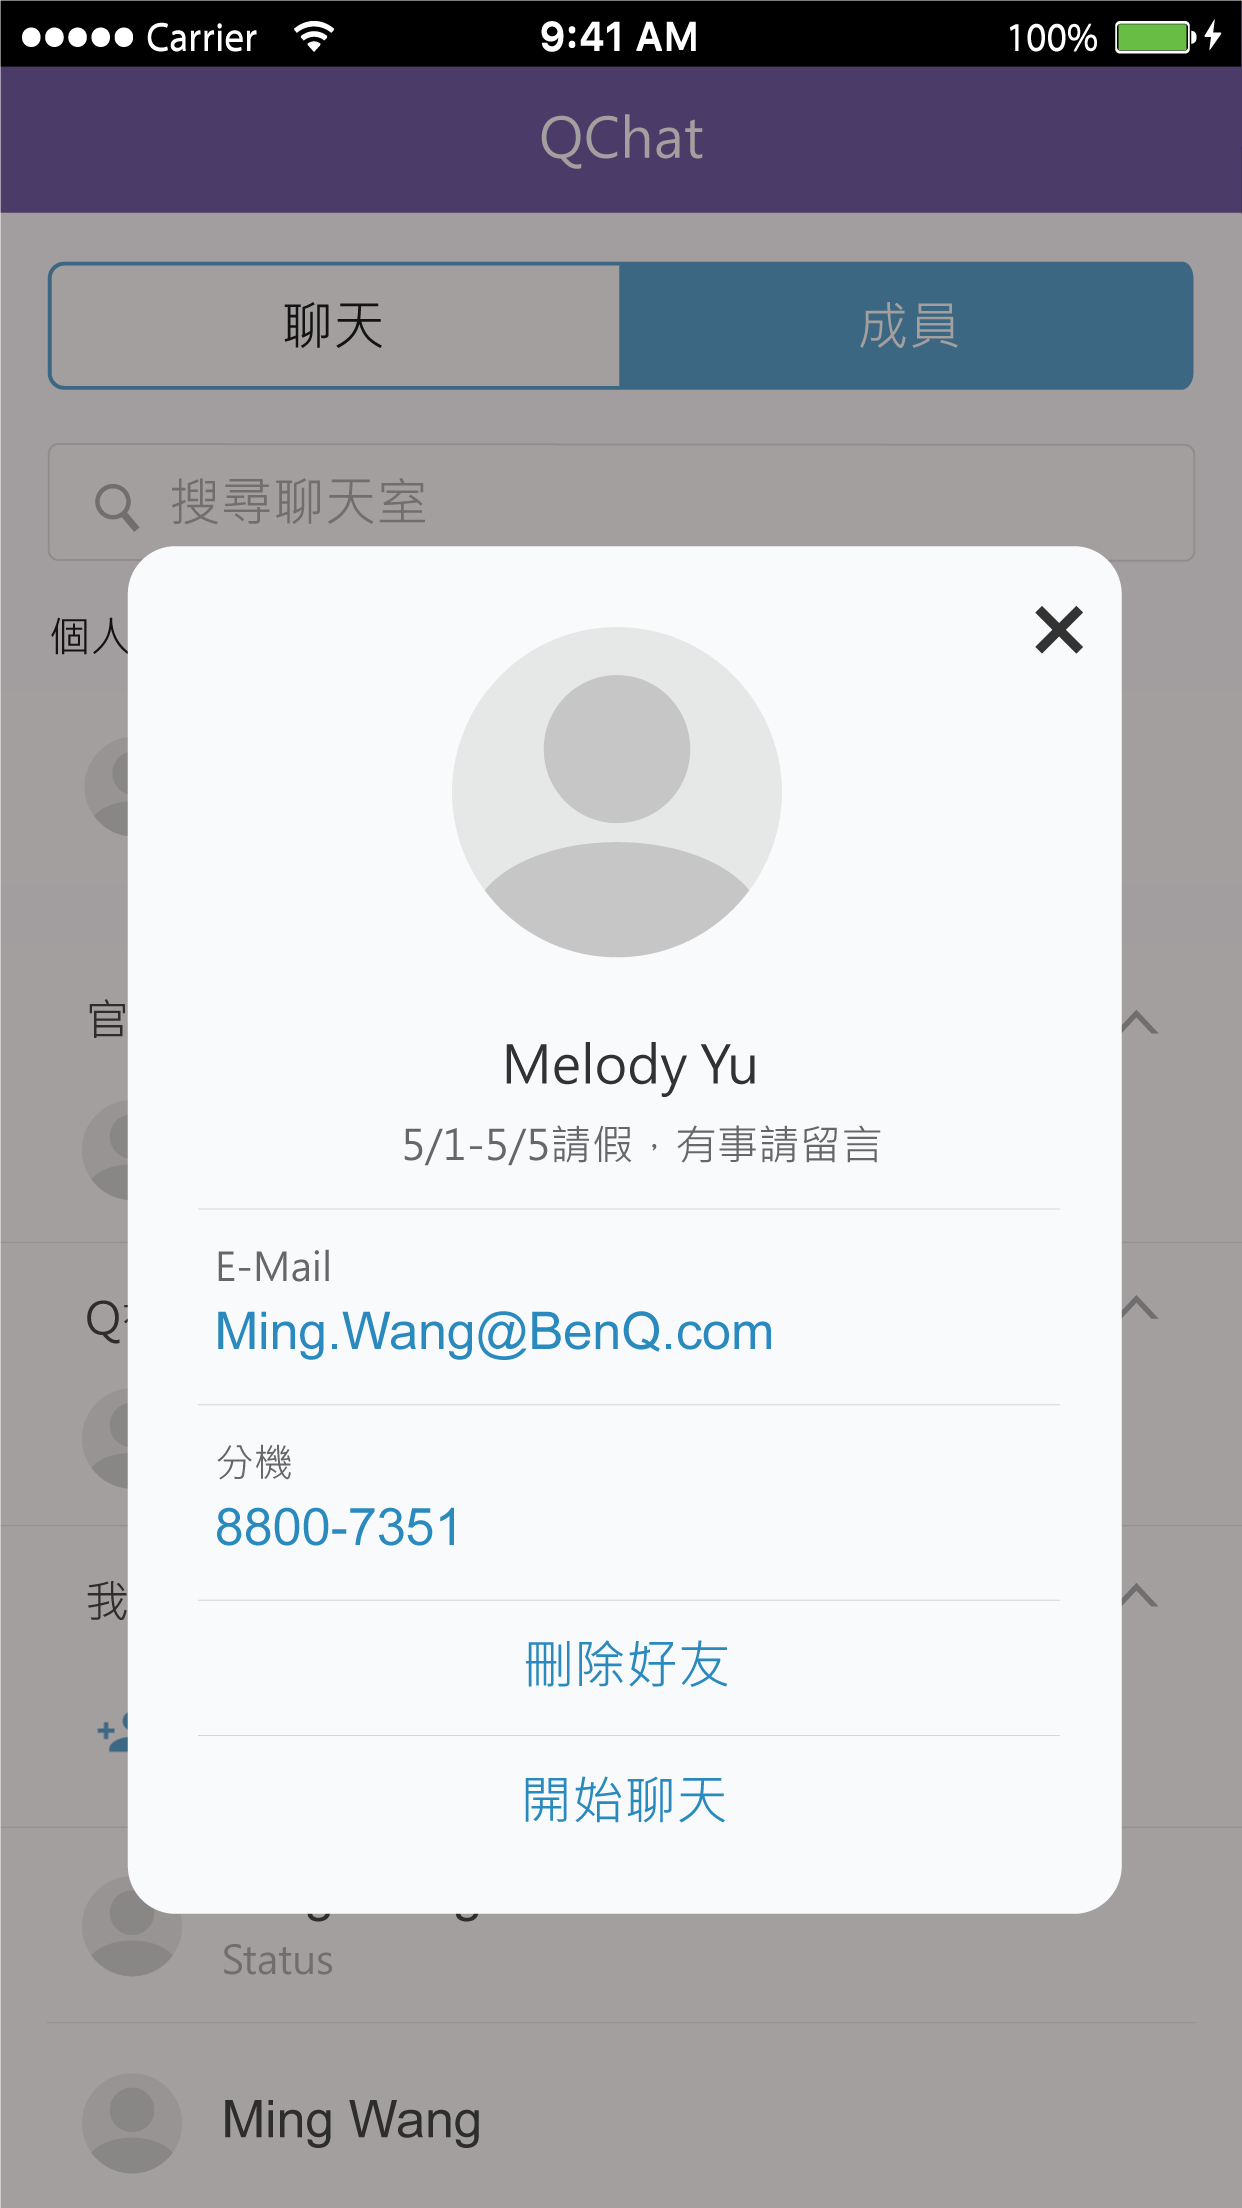 Carrier 9:41 AM 100%
QChat
聊天 成員
搜尋聊天室
個人
官
Q
我
Melody Yu
5/1-5/5請假，有事請留言
E-Mail
Ming.Wang@BenQ.com
分機
8800-7351
刪除好友
開始聊天
Status
Ming Wang